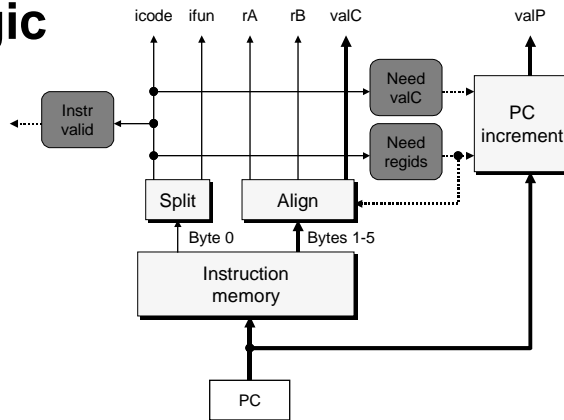 gic
icode ifun rA rB valC valP
Need
valC
Instr
valid
PC
increment
Need
regids
Split
Align
Byte 0
Bytes 1-5
Instruction
memory
PC